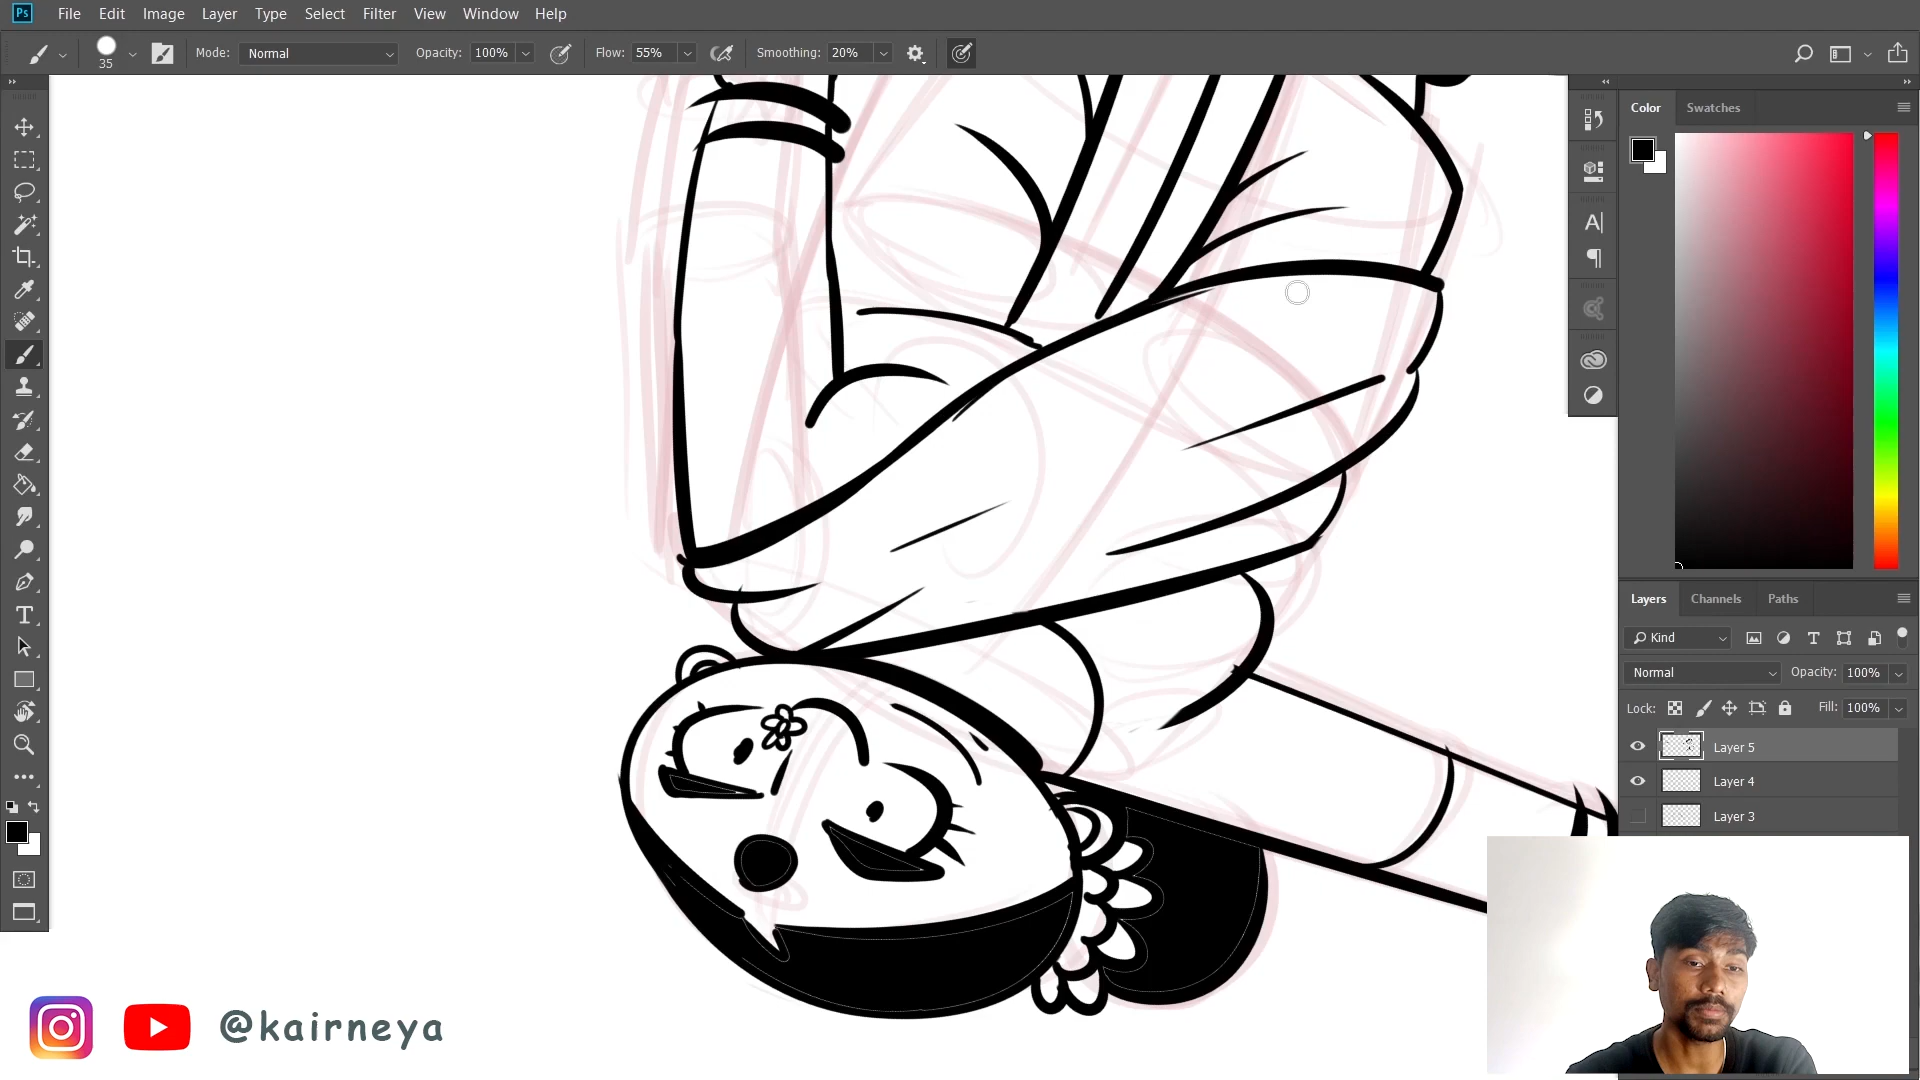 Ps File Edit Image Layer Type Select Filter View Window Help
35 Mode: Normal Opacity: 100% Flow: 55% Smoothing: 20%
Color Swatches
Layers Channels Paths
Kind
Normal Opacity: 100%
Lock: Fill: 100%
Layer 5
Layer 4
Layer 3
@kairneya